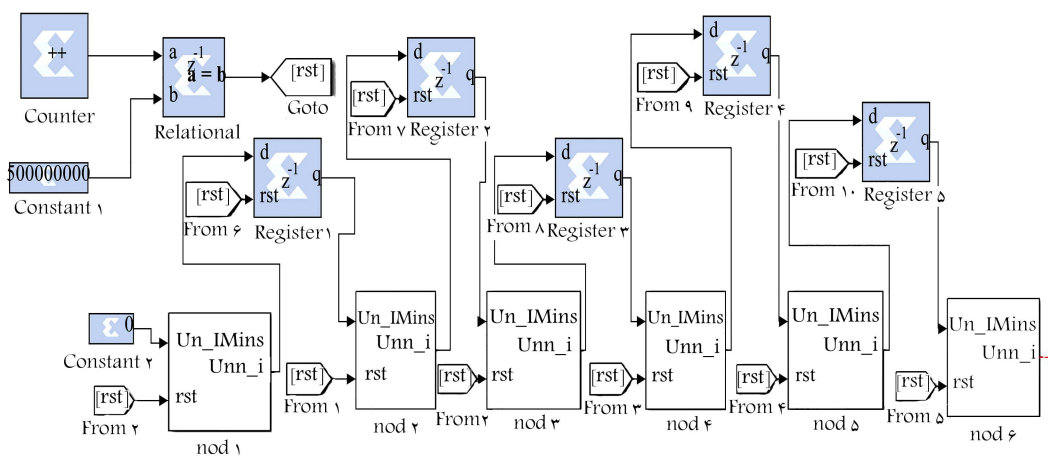 ++
Counter
a
b
z-1
a = b
Relational
[rst]
Goto
500000000
Constant ۱
d
rst
z-1
q
[rst]
From ۶
Register۱
d
rst
z-1
q
[rst]
From ۷
Register ۲
d
rst
z-1
q
[rst]
From ۸
Register ۳
d
rst
z-1
q
[rst]
From ۹
Register ۴
d
rst
z-1
q
[rst]
From ۱۰
Register ۵
0
Constant ۲
[rst]
From ۲
Un_IMins
Unn_i
rst
nod ۱
[rst]
From ۱
Un_IMins
Unn_i
rst
nod ۲
[rst]
From۲
Un_IMins
Unn_i
rst
nod ۳
[rst]
From ۳
Un_IMins
Unn_i
rst
nod ۴
[rst]
From ۴
Un_IMins
Unn_i
rst
nod ۵
[rst]
From ۵
Un_IMins
Unn_i
rst
nod ۶